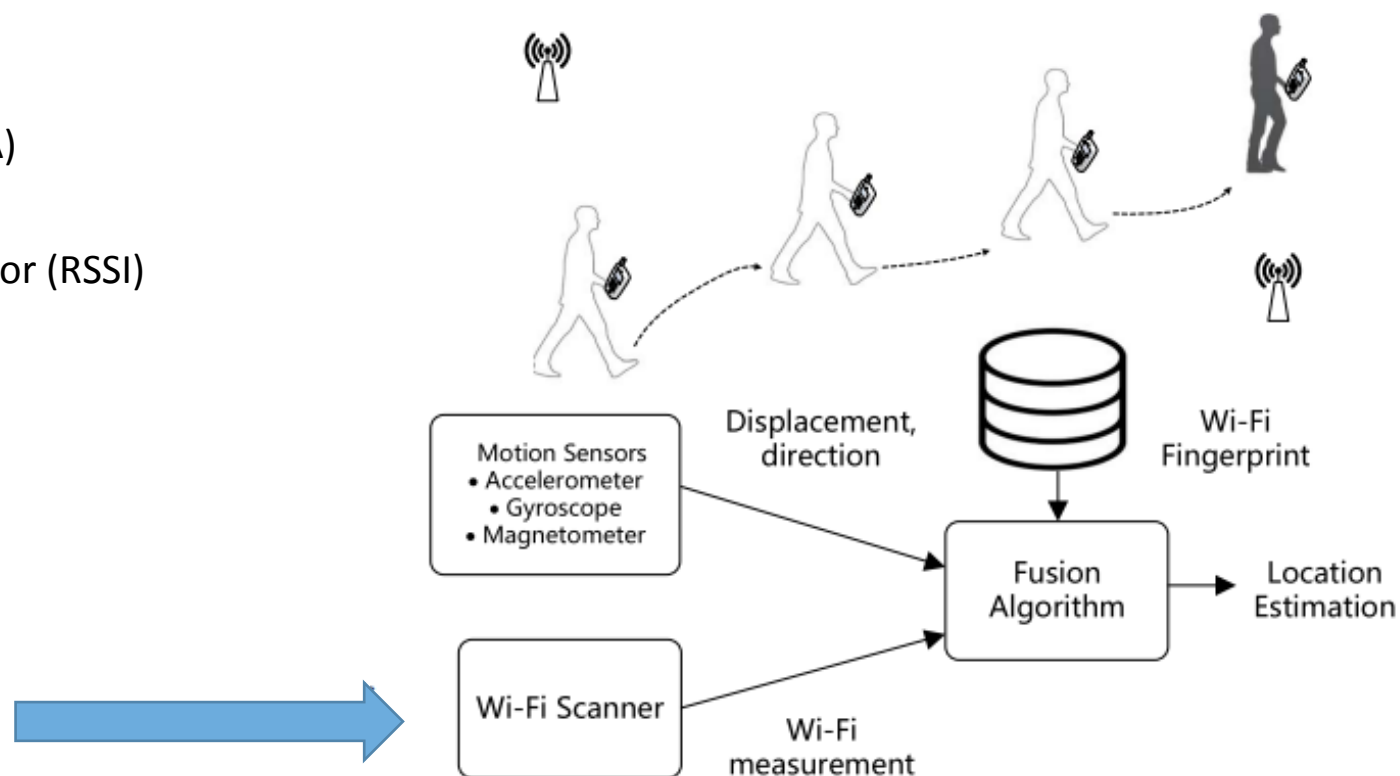 A)
or (RSSI)
Displacement,
direction
Wi-Fi
Fingerprint
Motion Sensors
• Accelerometer
• Gyroscope
• Magnetometer
Fusion
Algorithm
Location
Estimation
Wi-Fi Scanner
Wi-Fi
measurement